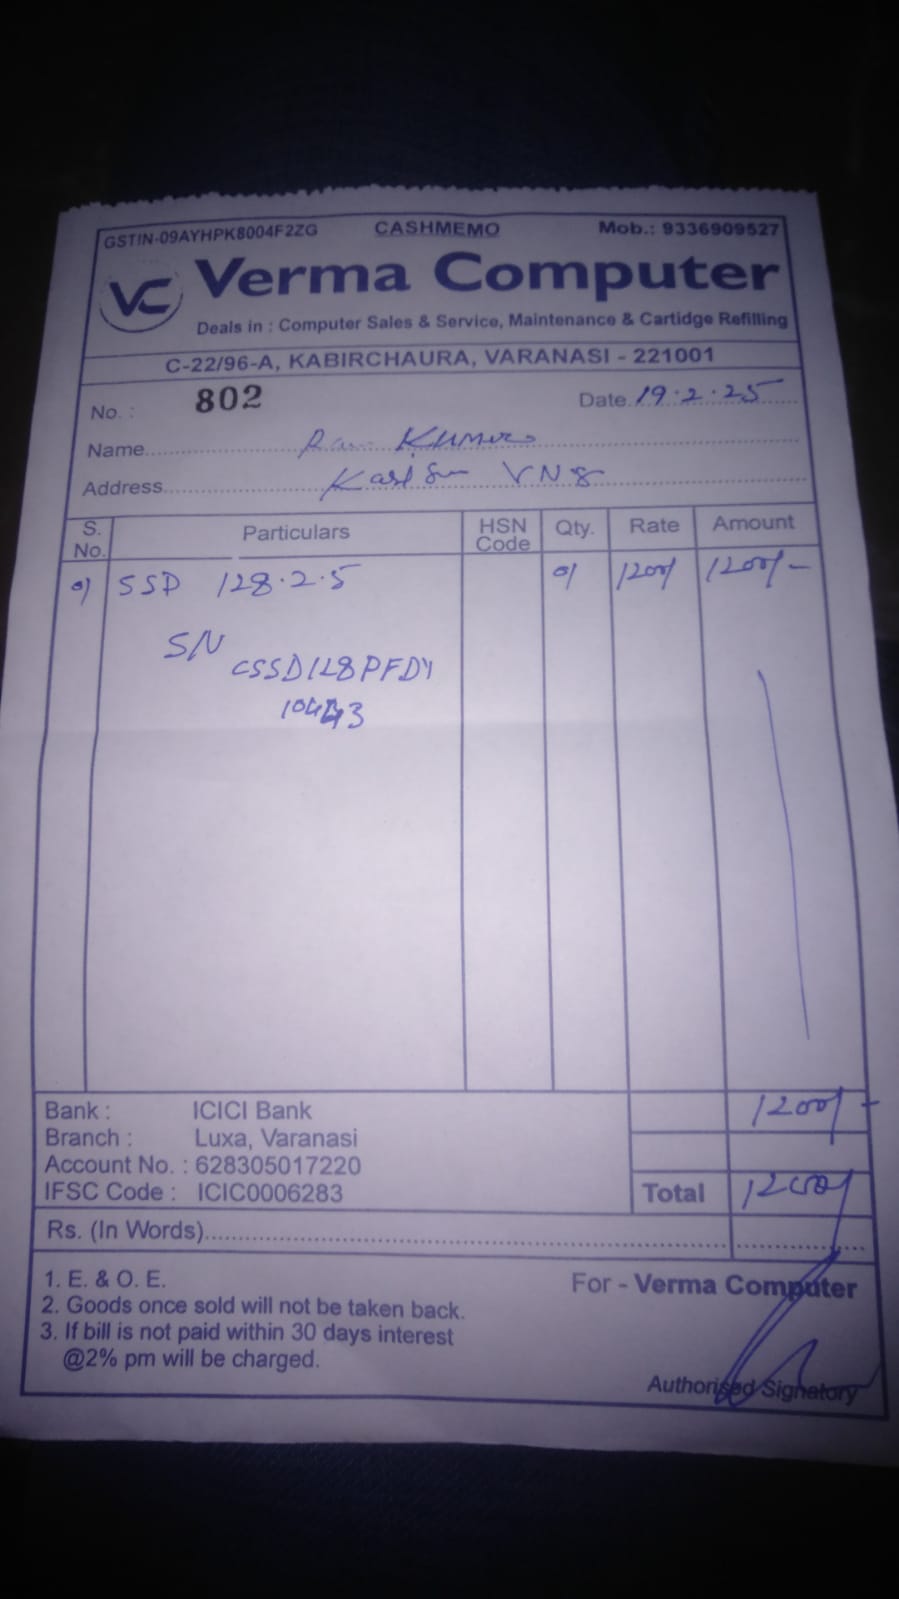 GSTIN-09AYHPK8004F2ZG CASHMEMO Mob.: 9336909527
VC Verma Computer
Deals in : Computer Sales & Service, Maintenance & Cartidge Refilling
C-22/96-A, KABIRCHAURA, VARANASI - 221001
No. : 802 Date. 19.2.25
Name Kumar
Address VNS
S. No. Particulars HSN Code Qty. Rate Amount
01 SSD 128.2.5 01 1200/ 1200/-
S/N
CSSD128PFDY
1200/-
Bank : ICICI Bank
Branch : Luxa, Varanasi
Account No. : 628305017220
IFSC Code : ICIC0006283 Total 1200/
Rs. (In Words)
1. E. & O. E. For - Verma Computer
2. Goods once sold will not be taken back.
3. If bill is not paid within 30 days interest
@2% pm will be charged.
Authorised Signatory